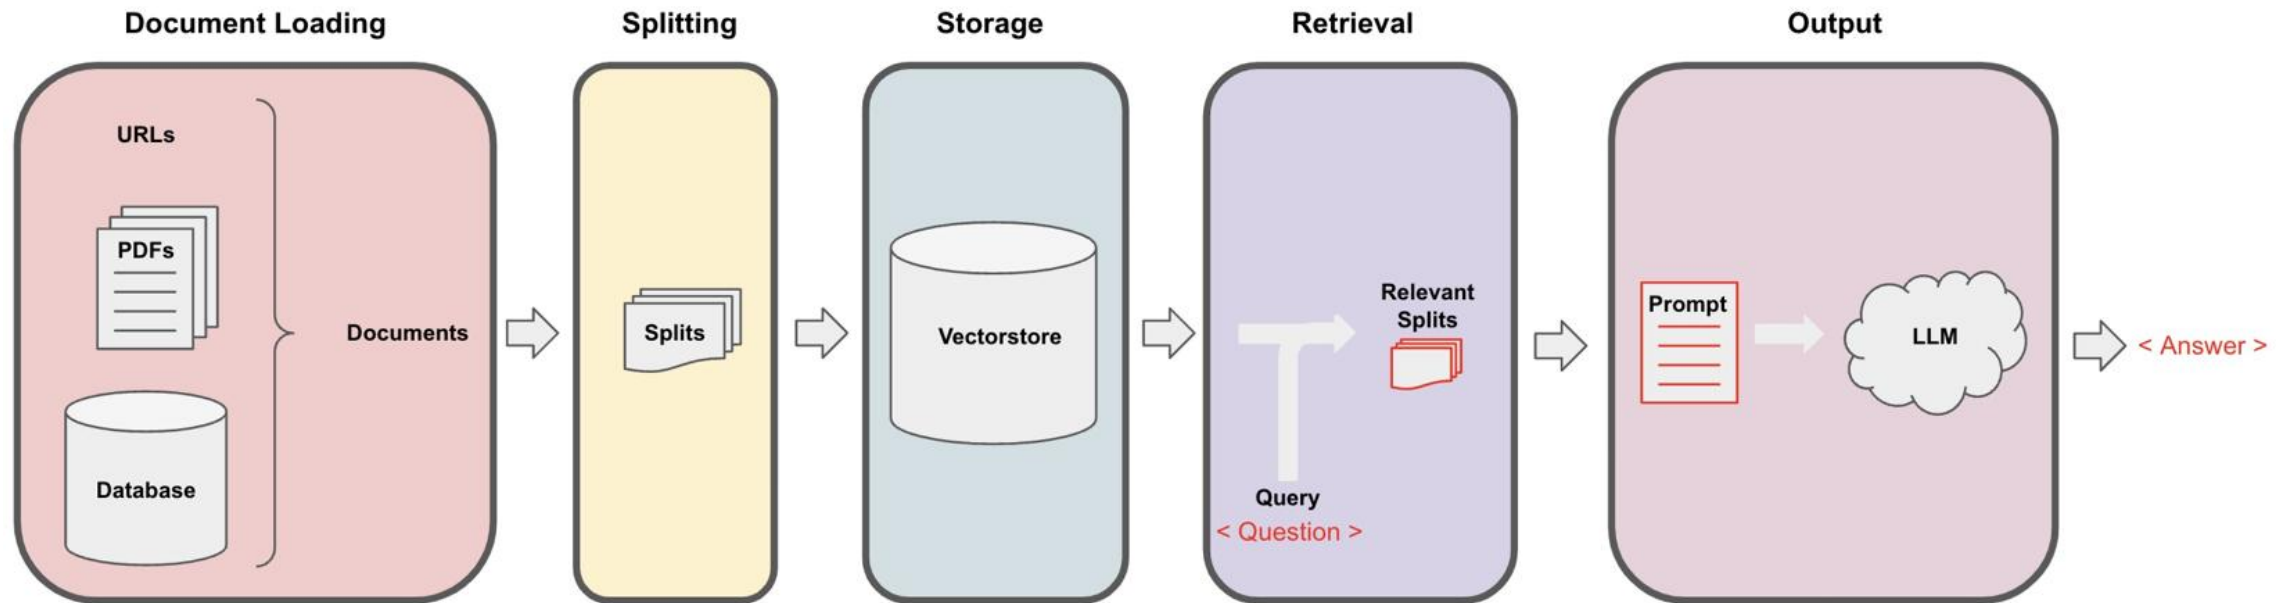 Document Loading
Splitting
Storage
Retrieval
Output
URLs
PDFs
Database
Documents
Splits
Vectorstore
Relevant
Splits
Query
< Question >
Prompt
LLM
< Answer >